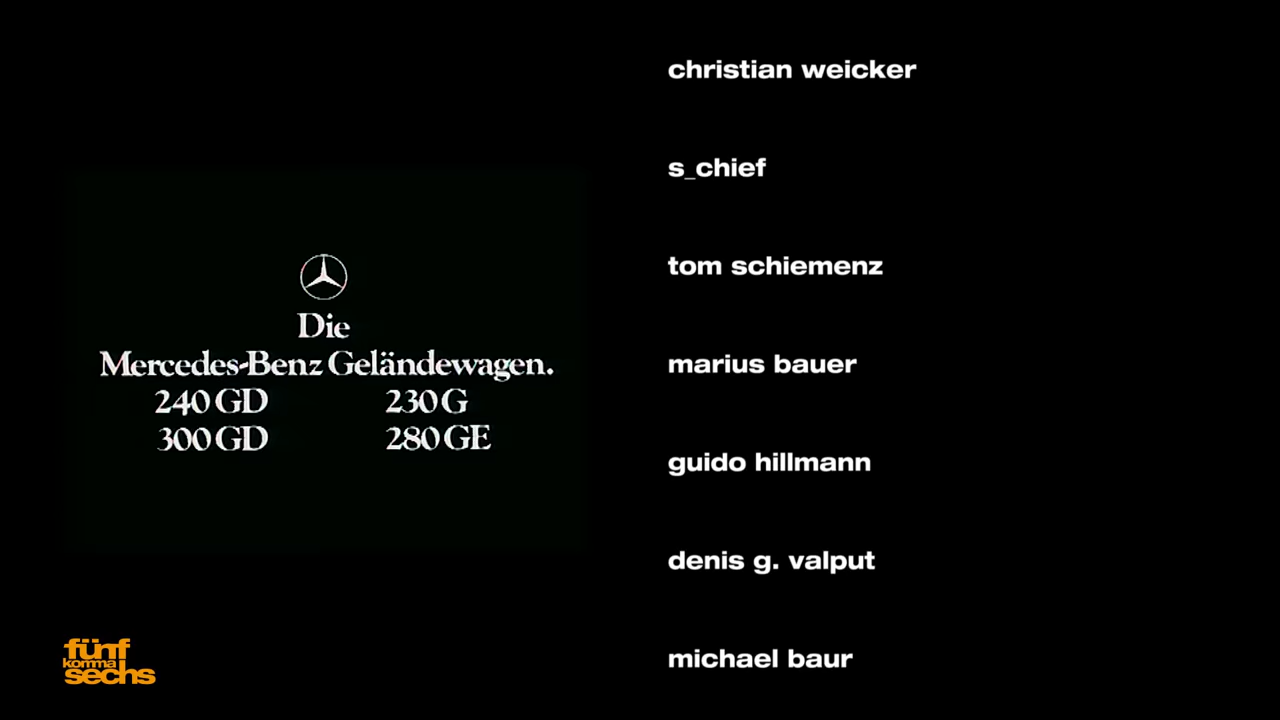 Die
Mercedes-Benz Geländewagen.
240 GD 230 G
300 GD 280 GE
christian weicker
s_chief
tom schiemenz
marius bauer
guido hillmann
denis g. valput
michael baur
fünf
komma
sechs